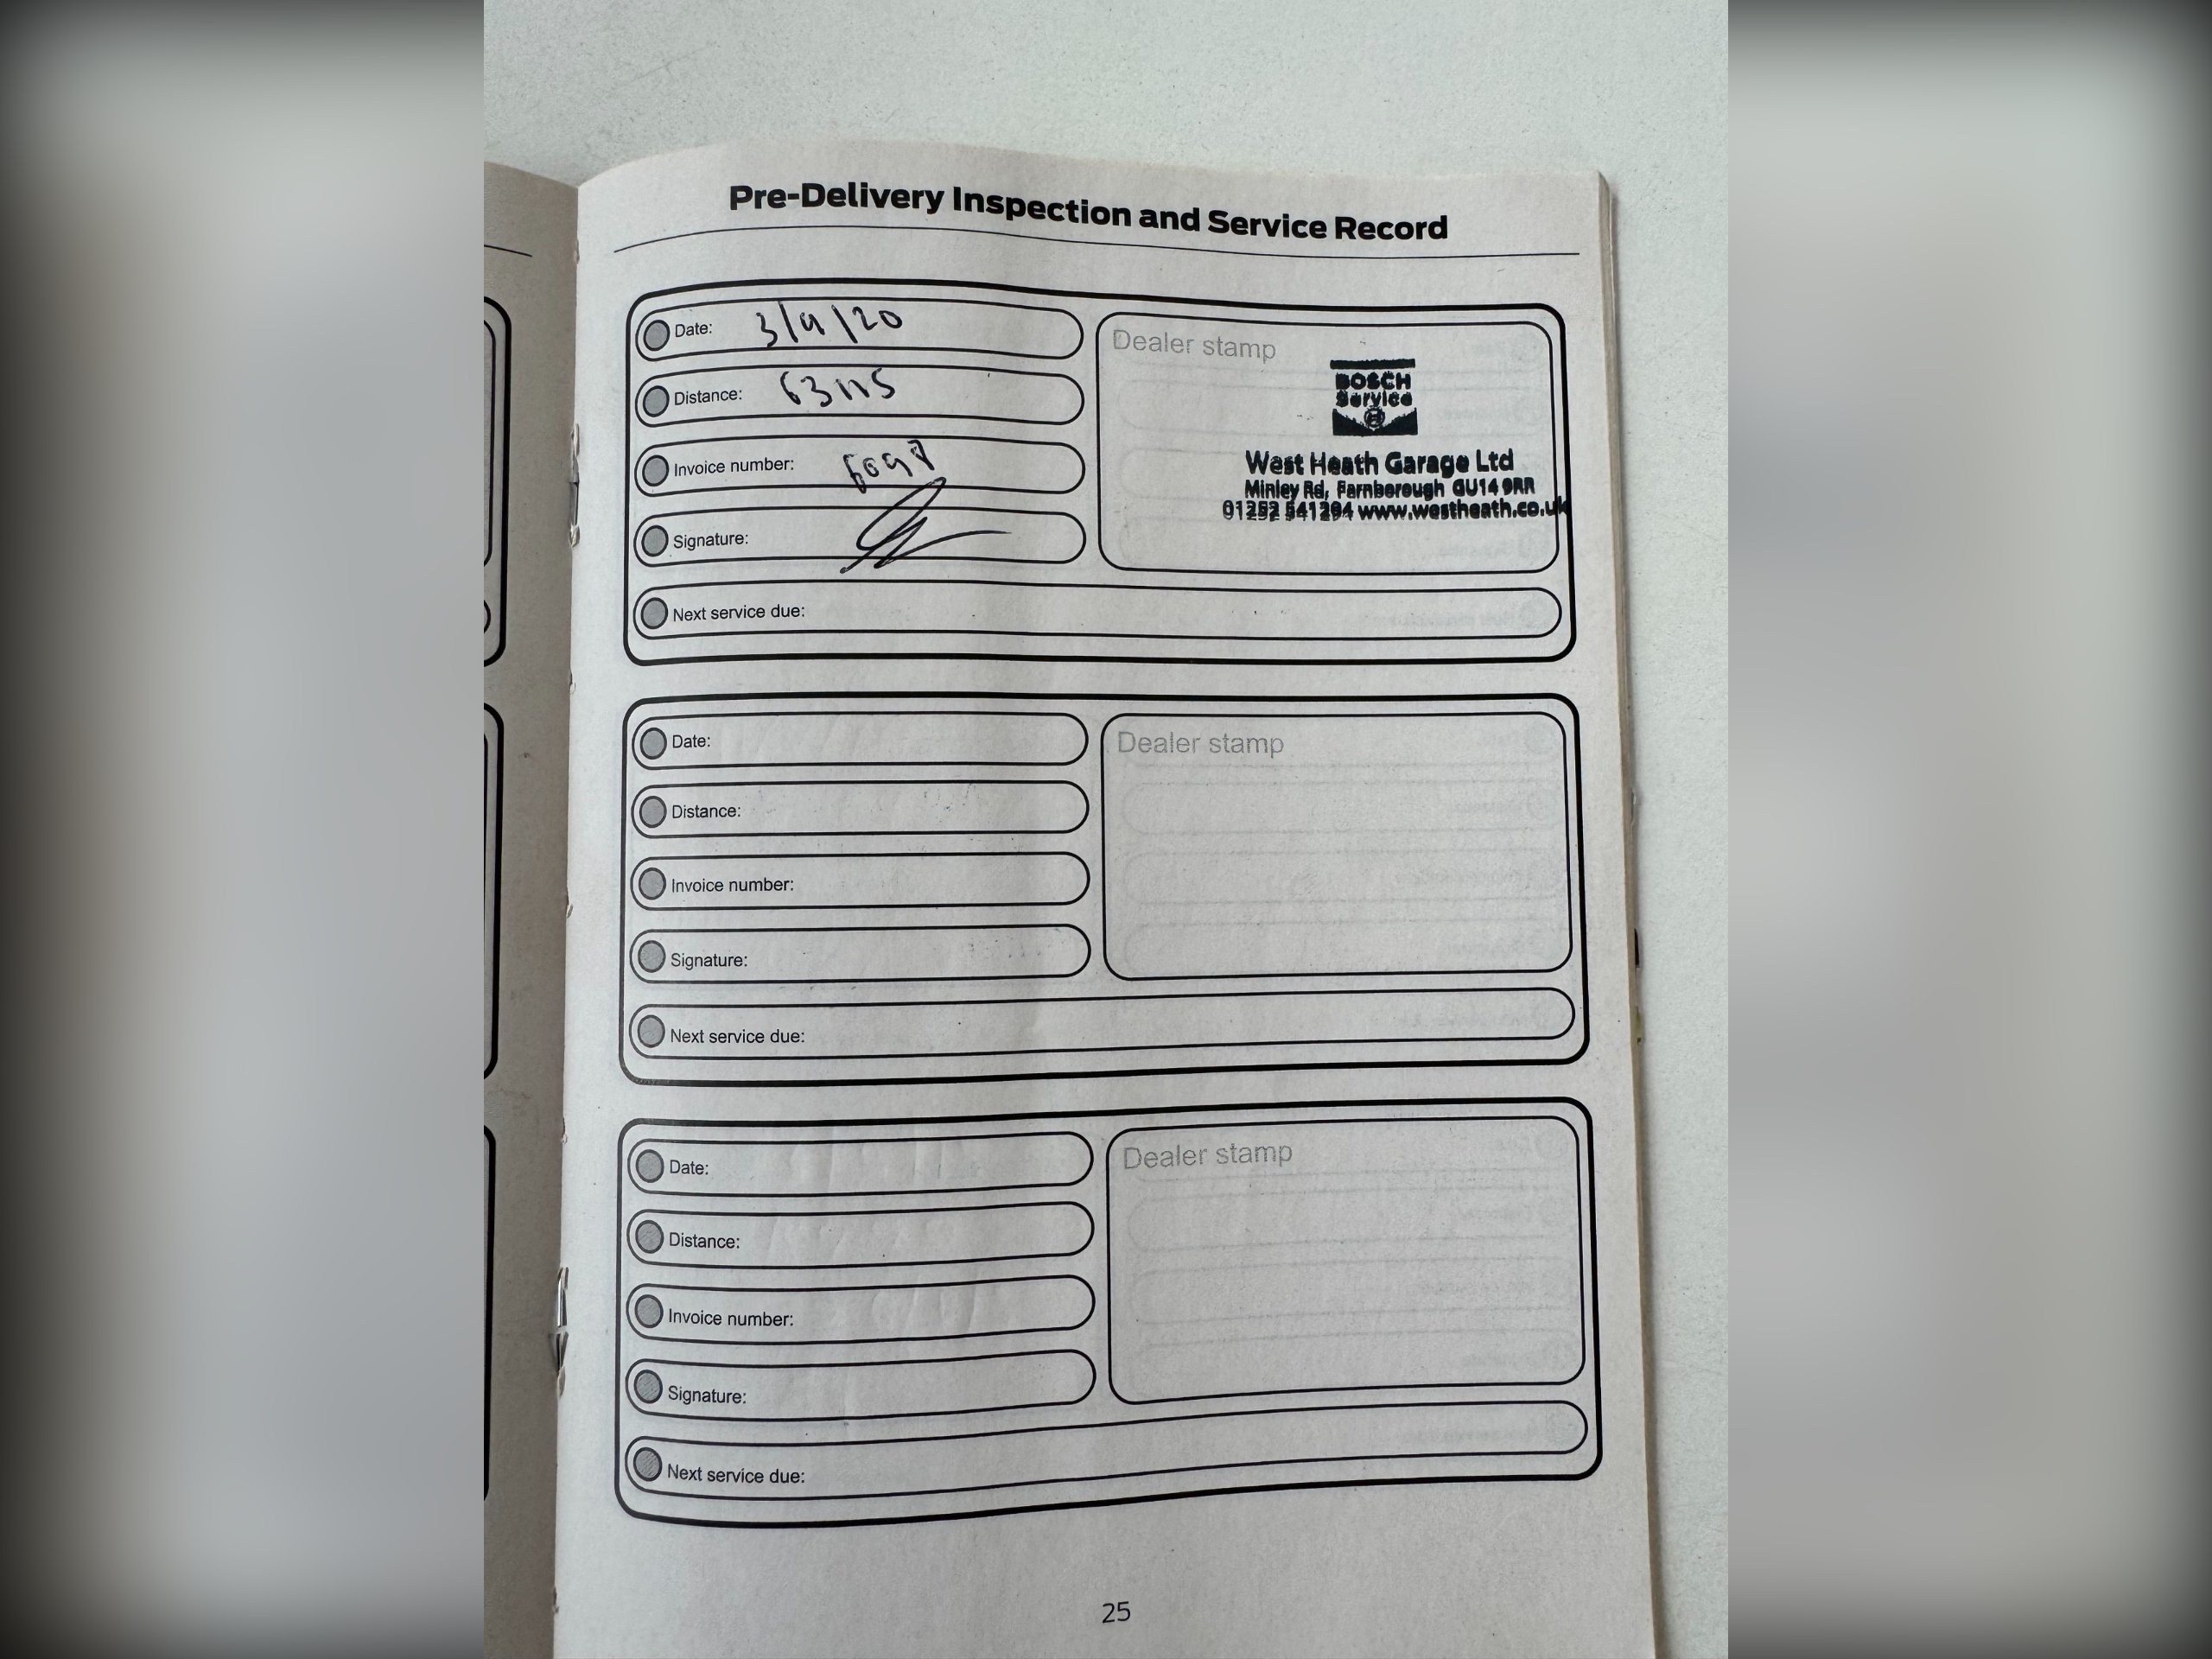 Pre-Delivery Inspection and Service Record
Date: 3/9/20
Distance: 63115
Invoice number:
Signature:
Next service due:
Dealer stamp
BOSCH
Service
West Heath Garage Ltd
Minley Rd, Farnborough GU14 9RR
01252 541294 www.westheath.co.uk
Date:
Distance:
Invoice number:
Signature:
Next service due:
Dealer stamp
Date:
Distance:
Invoice number:
Signature:
Next service due:
Dealer stamp
25